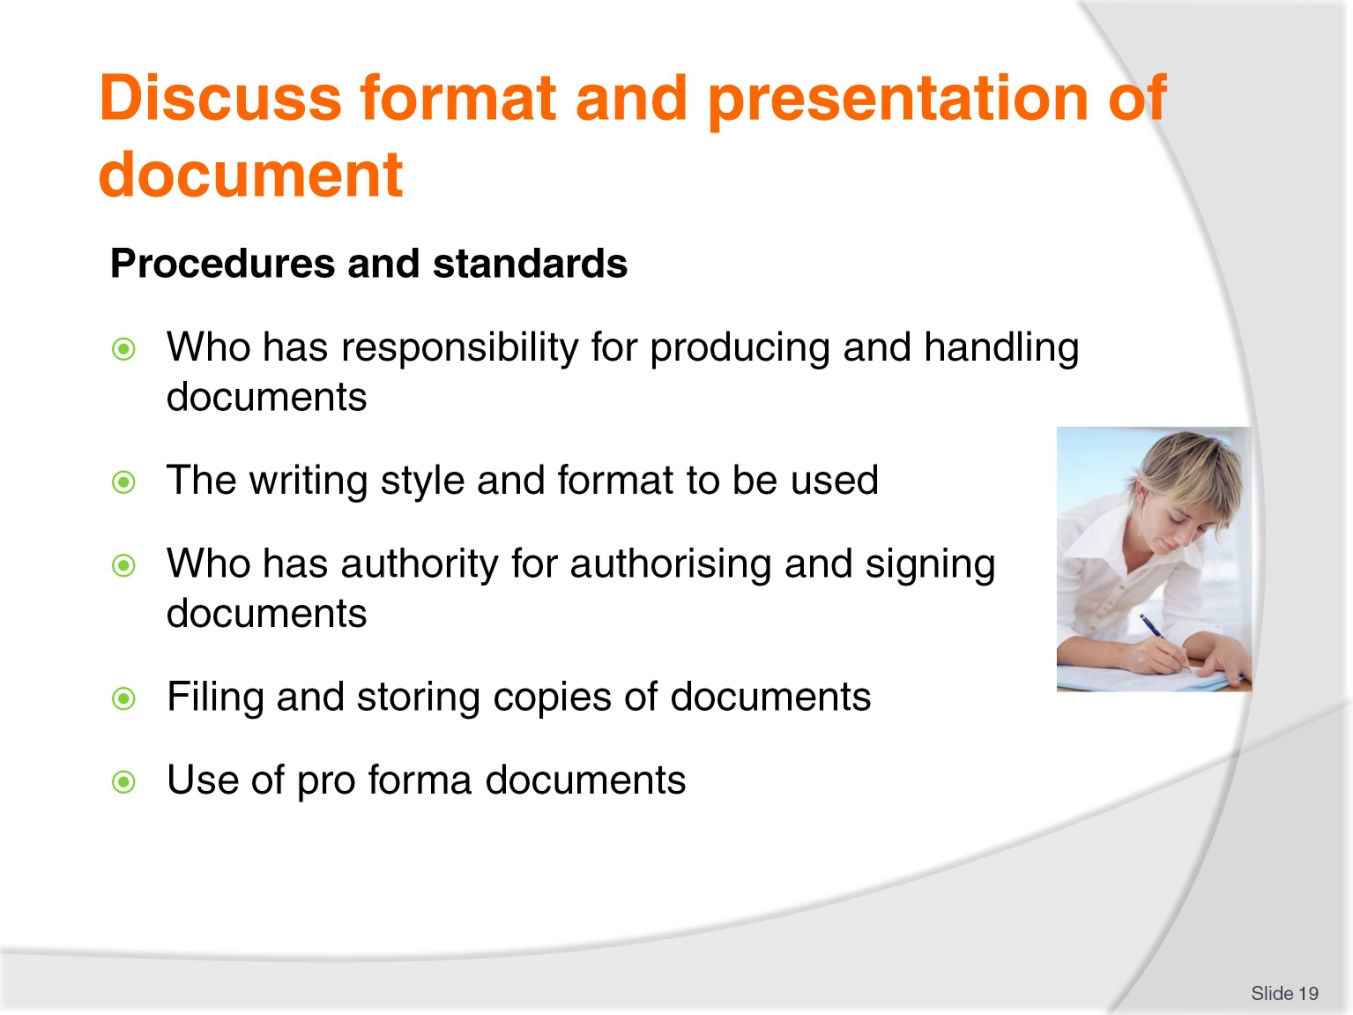 Discuss format and presentation of
document
Procedures and standards
Who has responsibility for producing and handling
documents
The writing style and format to be used
Who has authority for authorising and signing
documents
Filing and storing copies of documents
Use of pro forma documents
Slide 19